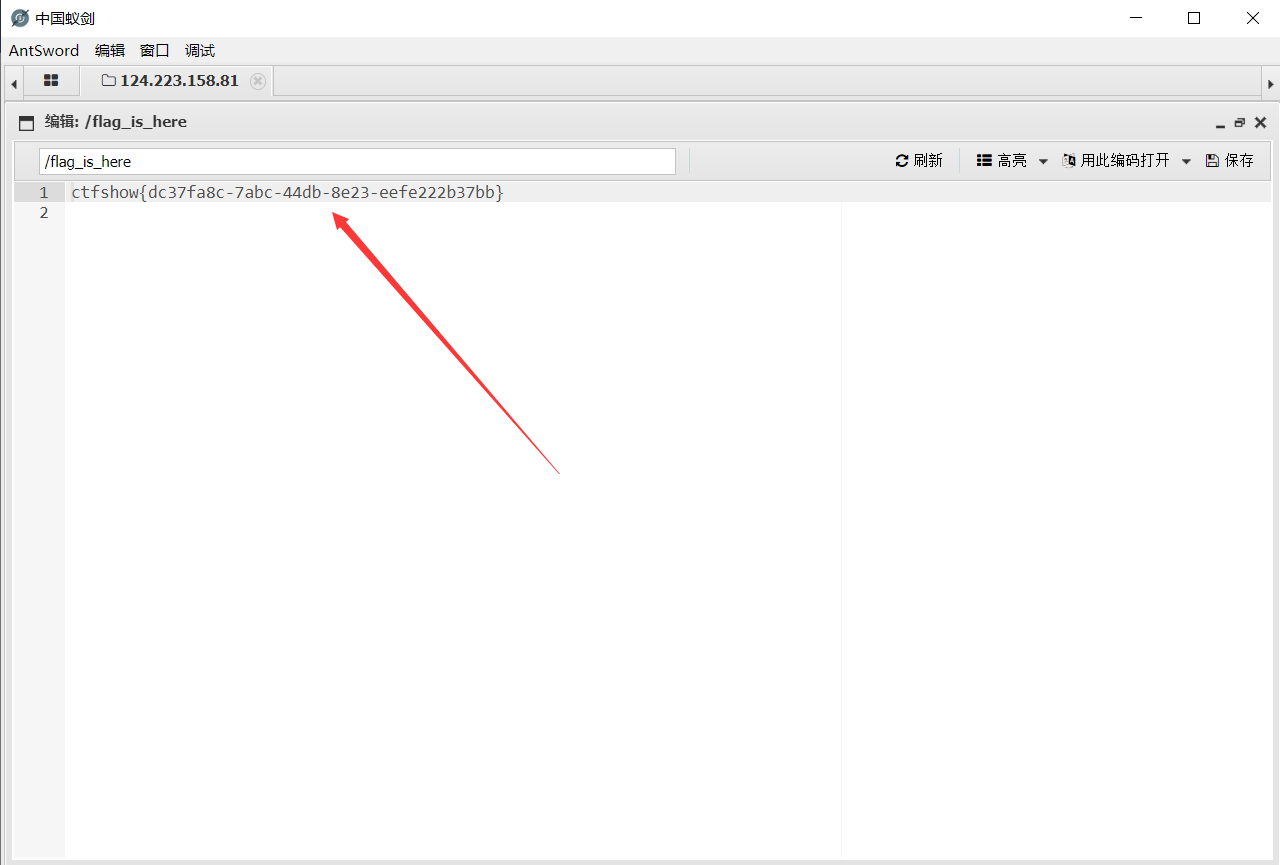 中国蚁剑
AntSword 编辑 窗口 调试
124.223.158.81
编辑: /flag_is_here
/flag_is_here 刷新 高亮 用此编码打开 保存
1 ctfshow{dc37fa8c-7abc-44db-8e23-eefe222b37bb}
2